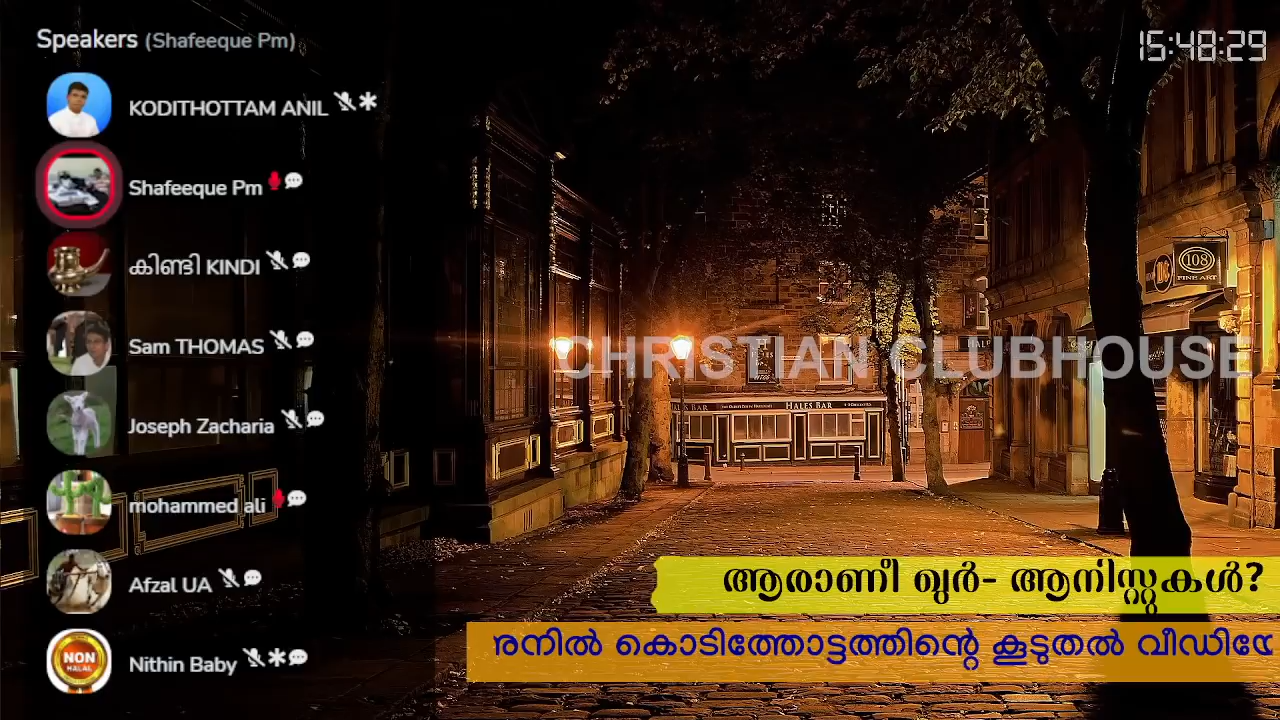 Speakers (Shafeeque Pm)
15:48:29
KODITHOTTAM ANIL
Shafeeque Pm
കിണ്ടി KINDI
Sam THOMAS
Joseph Zacharia
mohammed ali
Afzal UA
NON
HALAL
Nithin Baby
108
FINE ART
CHRISTIAN CLUBHOUSE
HALES BAR
ആരാണീ ഖുർ- ആനിസ്റ്റുകൾ?
കൊടിത്തോട്ടത്തിന്റെ കൂടുതൽ